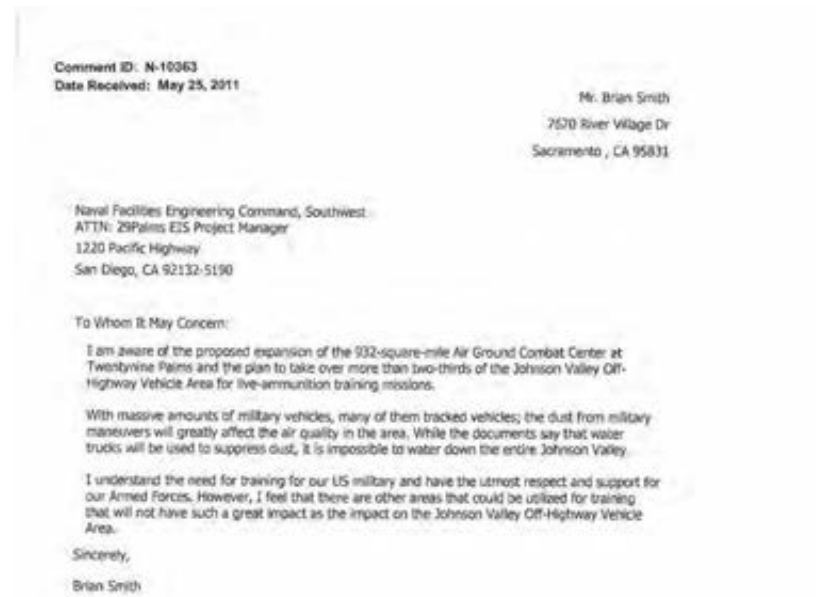 Comment ID: N-10363
Date Received: May 25, 2011
Mr. Brian Smith
7670 River Village Dr
Sacramento , CA 95831
Naval Facilities Engineering Command, Southwest
ATTN: 29Palms EIS Project Manager
1220 Pacific Highway
San Diego, CA 92132-5190
To Whom It May Concern:
I am aware of the proposed expansion of the 932-square-mile Air Ground Combat Center at
Twentynine Palms and the plan to take over more than two-thirds of the Johnson Valley Off-
Highway Vehicle Area for live-ammunition training missions.
With massive amounts of military vehicles, many of them tracked vehicles; the dust from military
maneuvers will greatly affect the air quality in the area. While the documents say that water
trucks will be used to suppress dust, it is impossible to water down the entire Johnson Valley.
I understand the need for training for our US military and have the utmost respect and support for
our Armed Forces. However, I feel that there are other areas that could be utilized for training
that will not have such a great impact as the impact on the Johnson Valley Off-Highway Vehicle
Area.
Sincerely,
Brian Smith